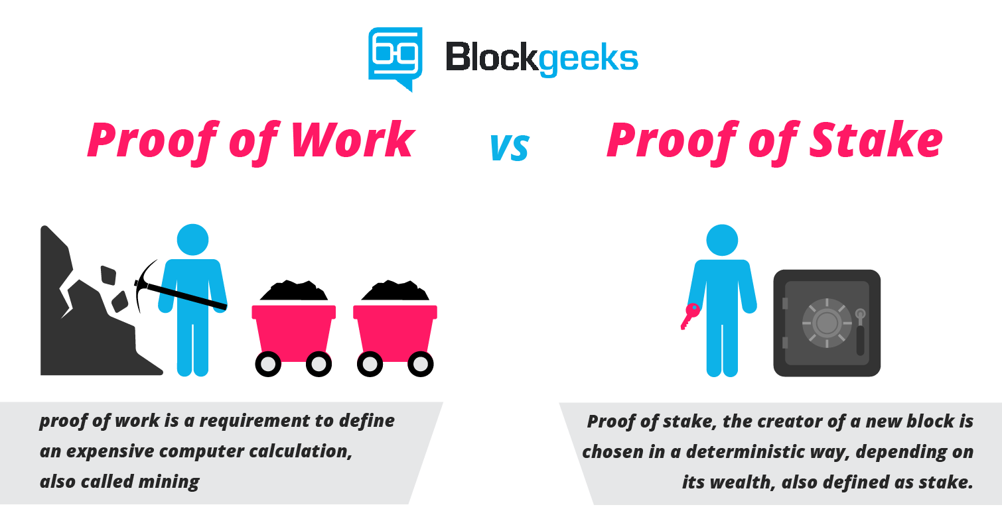 Blockgeeks
Proof of Work
vs
Proof of Stake
proof of work is a requirement to define
an expensive computer calculation,
also called mining
Proof of stake, the creator of a new block is
chosen in a deterministic way, depending on
its wealth, also defined as stake.